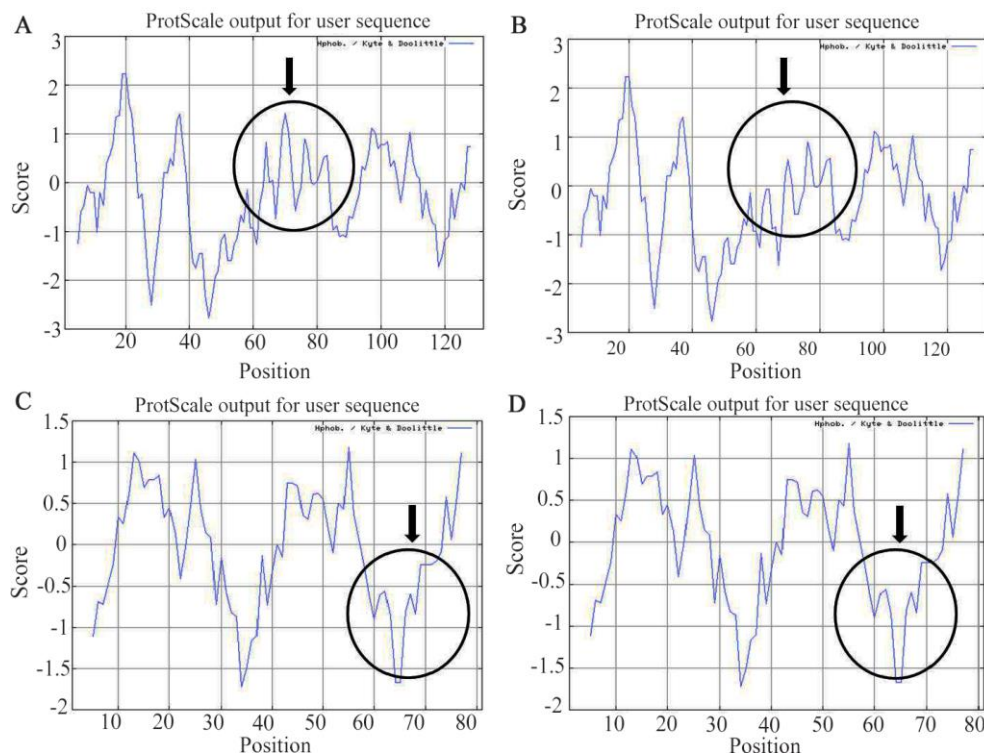 A
ProtScale output for user sequence
Hphob. / Kyte & Doolittle
Score
3
2
1
0
-1
-2
-3
20 40 60 80 100 120
Position
B
ProtScale output for user sequence
Hphob. / Kyte & Doolittle
Score
3
2
1
0
-1
-2
-3
20 40 60 80 100 120
Position
C
ProtScale output for user sequence
Hphob. / Kyte & Doolittle
Score
1.5
1
0.5
0
-0.5
-1
-1.5
-2
10 20 30 40 50 60 70 80
Position
D
ProtScale output for user sequence
Hphob. / Kyte & Doolittle
Score
1.5
1
0.5
0
-0.5
-1
-1.5
-2
10 20 30 40 50 60 70 80
Position